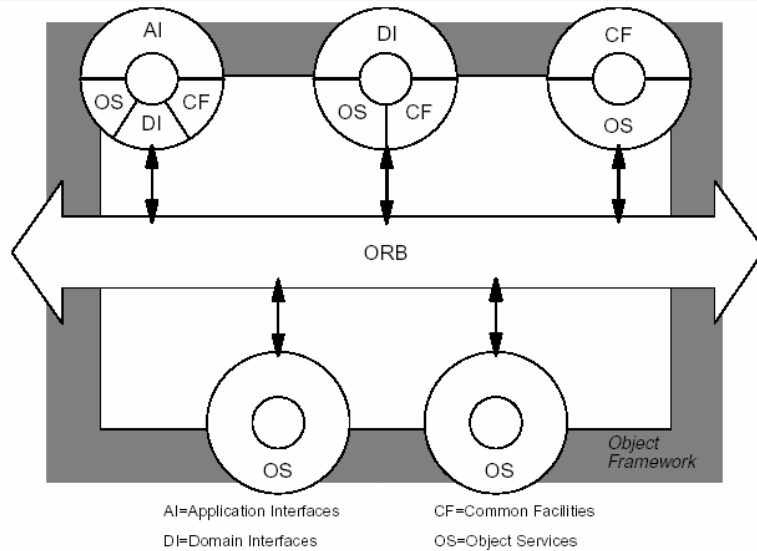 AI
OS
CF
DI
DI
OS
CF
CF
OS
ORB
OS
OS
Object
Framework
AI=Application Interfaces
CF=Common Facilities
DI=Domain Interfaces
OS=Object Services